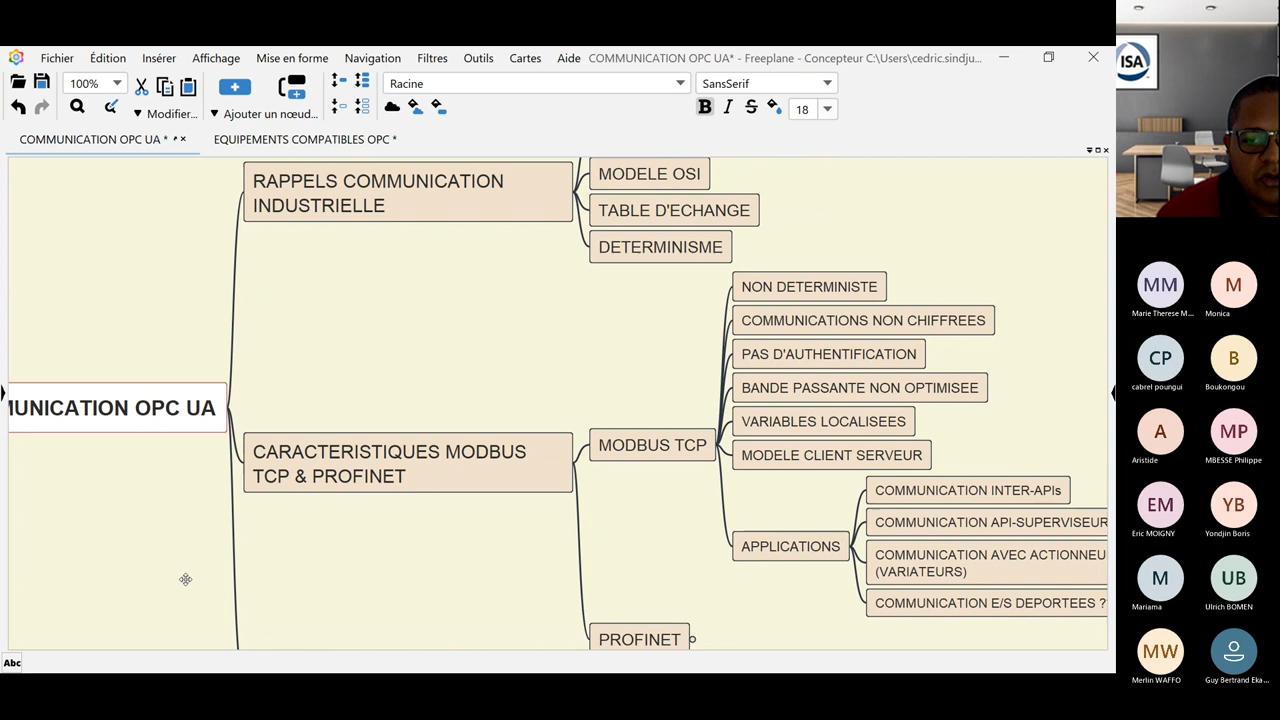 Fichier Édition Insérer Affichage Mise en forme Navigation Filtres Outils Cartes Aide COMMUNICATION OPC UA* - Freeplane - Concepteur C:\Users\cedric.sindju...
100% Racine SansSerif
Modifier... Ajouter un nœud... B I S 18
COMMUNICATION OPC UA * EQUIPEMENTS COMPATIBLES OPC *
RAPPELS COMMUNICATION
INDUSTRIELLE
MODELE OSI
TABLE D'ECHANGE
DETERMINISME
MUNICATION OPC UA
CARACTERISTIQUES MODBUS
TCP & PROFINET
MODBUS TCP
NON DETERMINISTE
COMMUNICATIONS NON CHIFFREES
PAS D'AUTHENTIFICATION
BANDE PASSANTE NON OPTIMISEE
VARIABLES LOCALISEES
MODELE CLIENT SERVEUR
APPLICATIONS
COMMUNICATION INTER-APIs
COMMUNICATION API-SUPERVISEUR
COMMUNICATION AVEC ACTIONNEU
(VARIATEURS)
COMMUNICATION E/S DEPORTEES ?
PROFINET
Abc
ISA
MM M
Marie Therese M... Monica
CP B
cabrel poungui Boukongou
A MP
Aristide MBESSE Philippe
EM YB
Eric MOIGNY Yondjin Boris
M UB
Mariama Ulrich BOMEN
MW
Merlin WAFFO Guy Bertrand Eka...